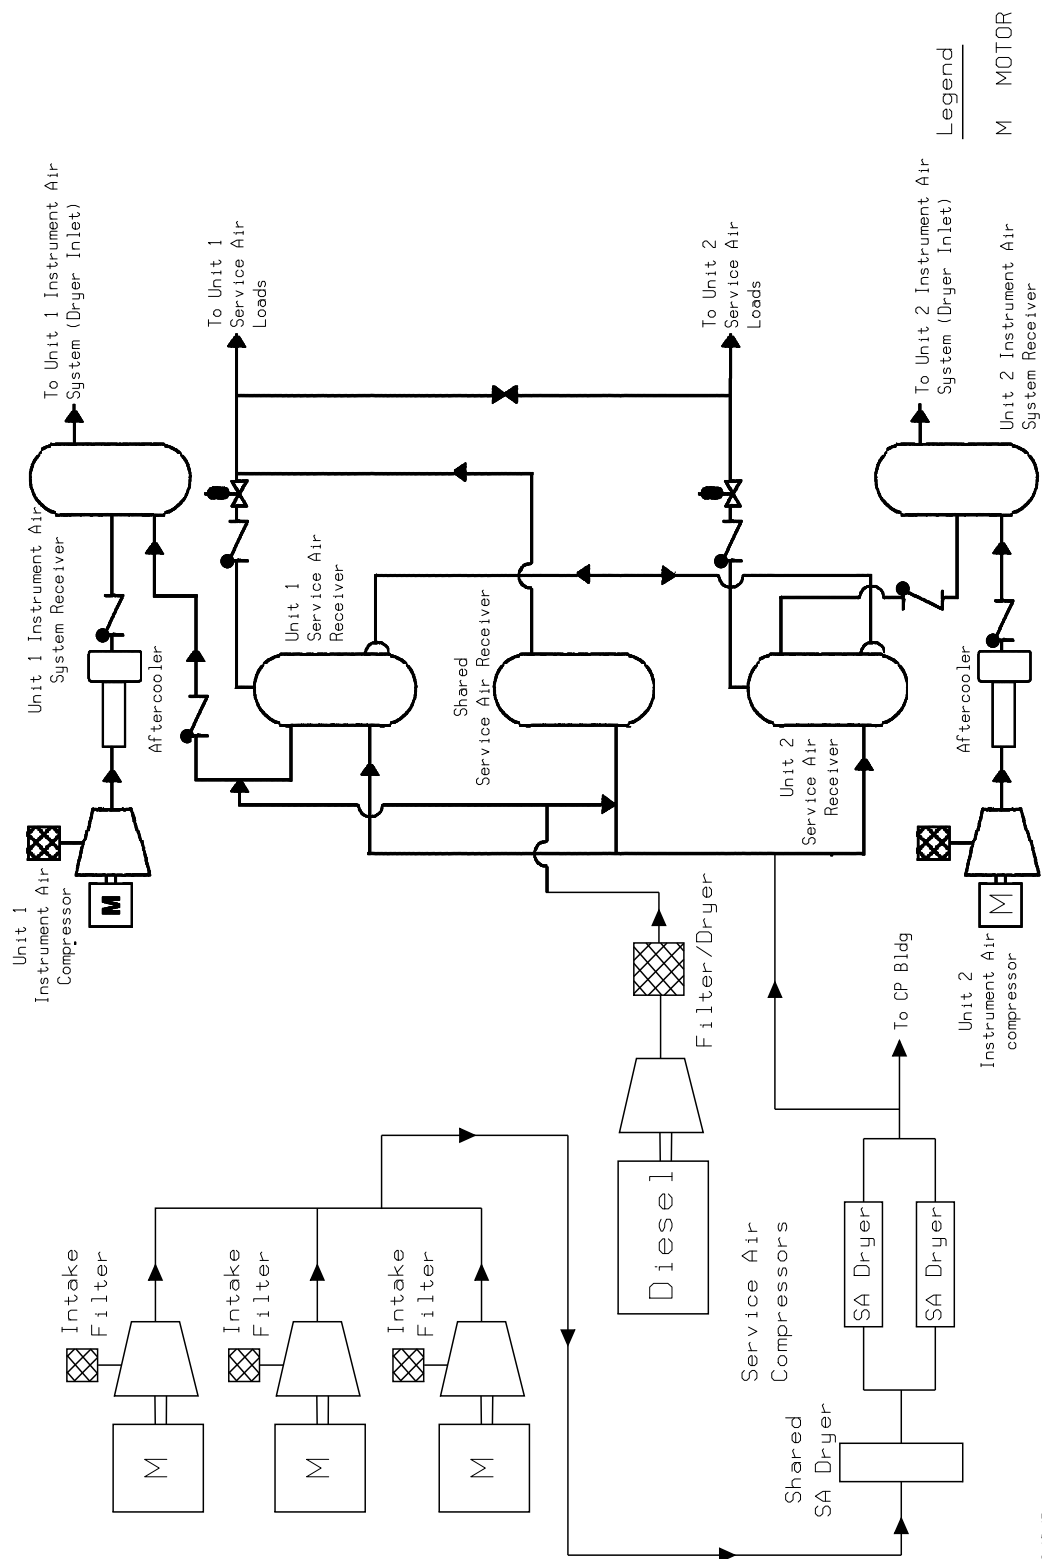 Legend
M MOTOR
To Unit 1 Instrument Air
System (Dryer Inlet)
To Unit 1
Service Air
Loads
To Unit 2
Service Air
Loads
To Unit 2 Instrument Air
System (Dryer Inlet)
Unit 2 Instrument Air
System Receiver
Unit 1 Instrument Air
System Receiver
Aftercooler
Unit 1
Service Air
Receiver
Shared
Service Air Receiver
Unit 2
Service Air
Receiver
Aftercooler
Unit 1
Instrument Air
Compressor
M
Filter/Dryer
To CP Bldg
M
Unit 2
Instrument Air
compressor
Intake
Filter
Intake
Filter
Intake
Filter
Diesel
Service Air
Compressors
SA Dryer
SA Dryer
M
M
M
Shared
SA Dryer